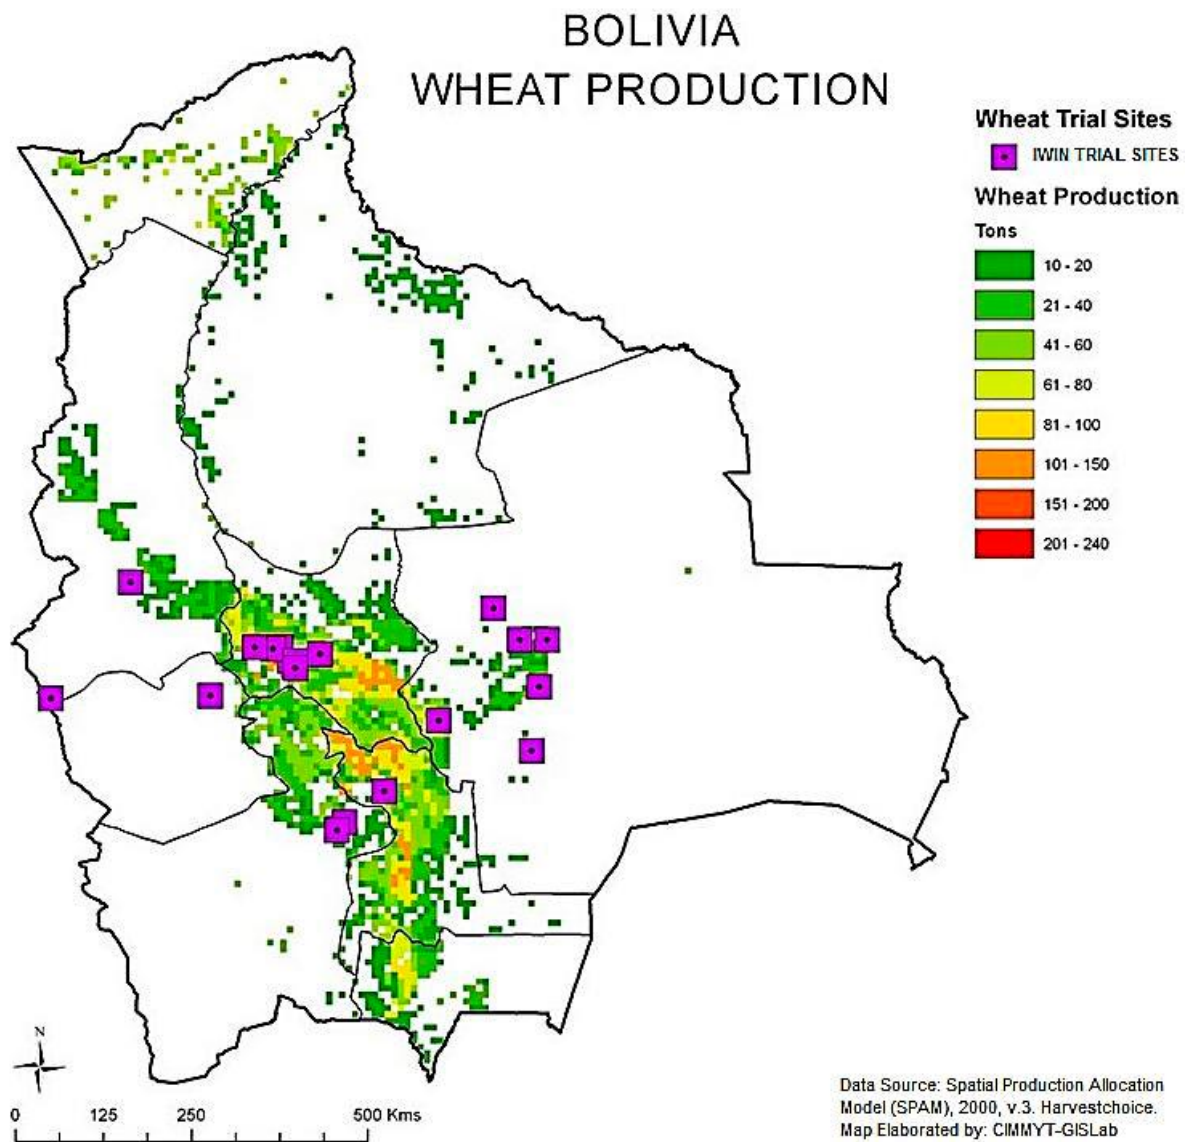 BOLIVIA
WHEAT PRODUCTION
Wheat Trial Sites
IWIN TRIAL SITES
Wheat Production
Tons
10 - 20
21 - 40
41 - 60
61 - 80
81 - 100
101 - 150
151 - 200
201 - 240
N
0 125 250 500 Kms
Data Source: Spatial Production Allocation
Model (SPAM), 2000, v.3. Harvestchoice.
Map Elaborated by: CIMMYT-GISLab